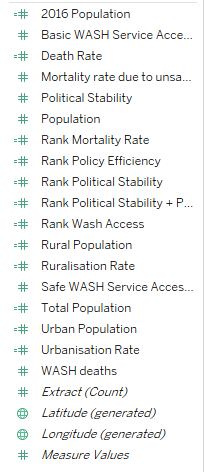 2016 Population
Basic WASH Service Acce...
Death Rate
Mortality rate due to unsa...
Political Stability
Population
Rank Mortality Rate
Rank Policy Efficiency
Rank Political Stability
Rank Political Stability + P...
Rank Wash Access
Rural Population
Ruralisation Rate
Safe WASH Service Acces...
Total Population
Urban Population
Urbanisation Rate
WASH deaths
Extract (Count)
Latitude (generated)
Longitude (generated)
Measure Values